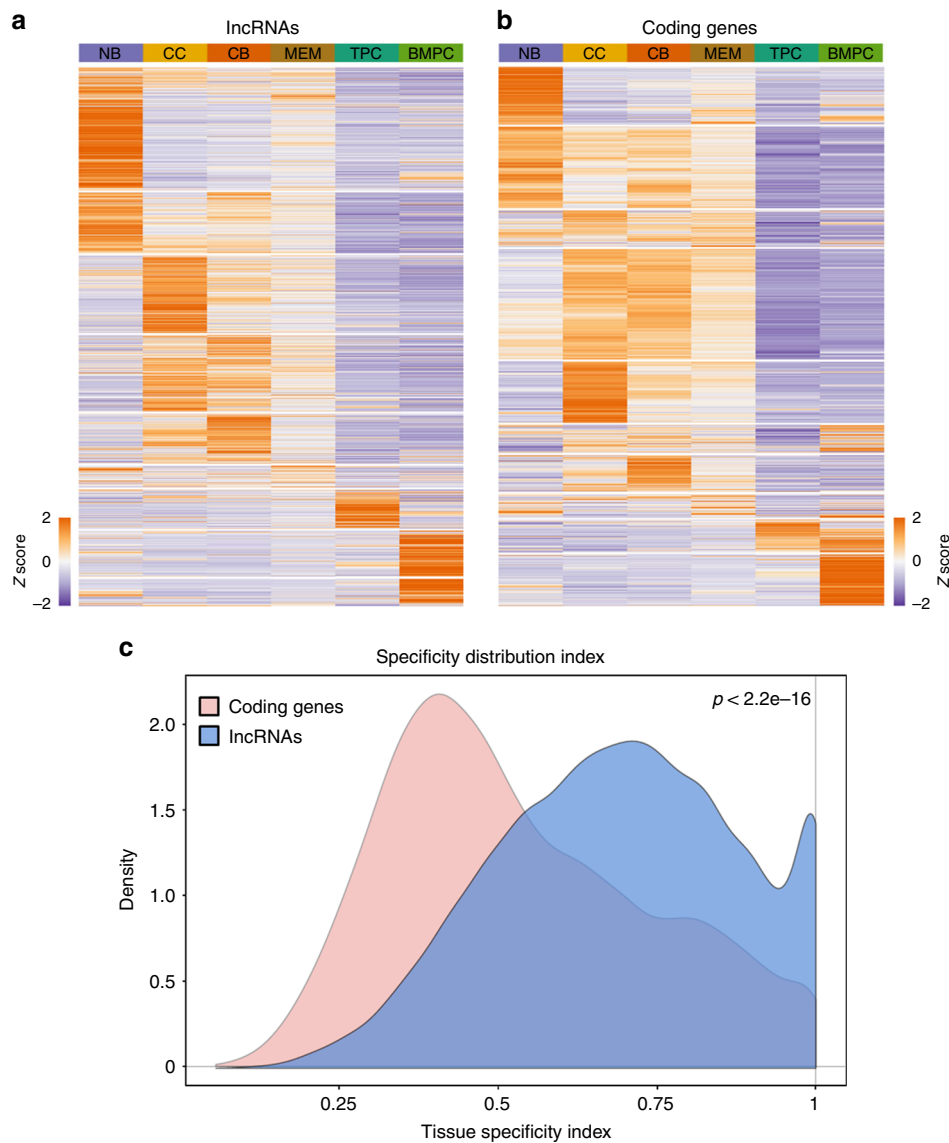 a
lncRNAs
NB CC CB MEM TPC BMPC
2
0
−2
Z score
b
Coding genes
NB CC CB MEM TPC BMPC
2
0
−2
Z score
c
Specificity distribution index
Coding genes
lncRNAs
p < 2.2e−16
2.0
1.5
1.0
0.5
0
Density
0.25 0.5 0.75 1
Tissue specificity index